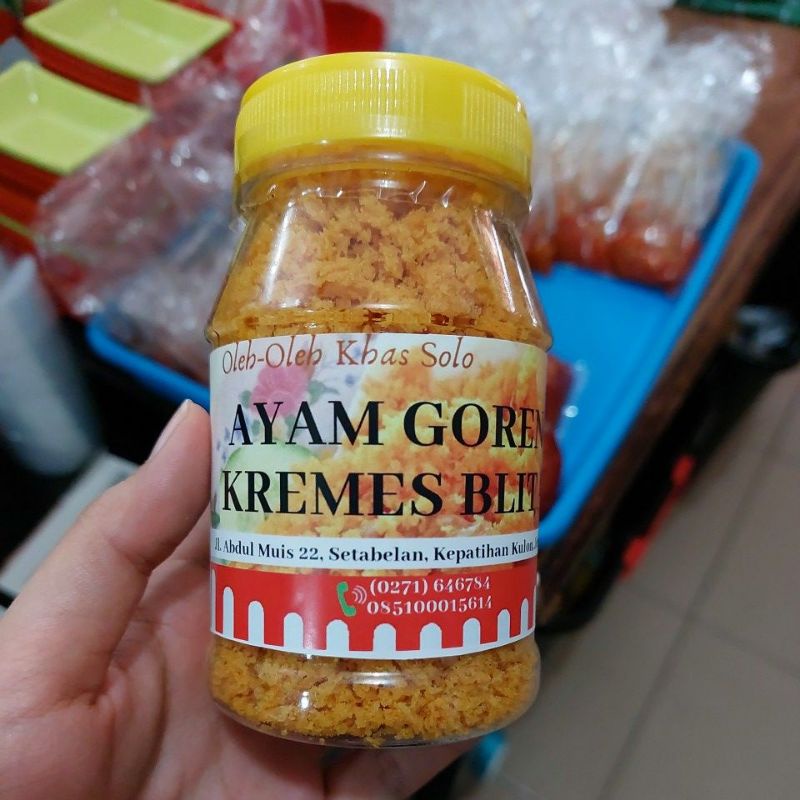 Oleh-Oleh Khas Solo
AYAM GOREN
KREMES BLIT
Jl. Abdul Muis 22, Setabelan, Kepatihan Kulon,
(0271) 646784
085100015614